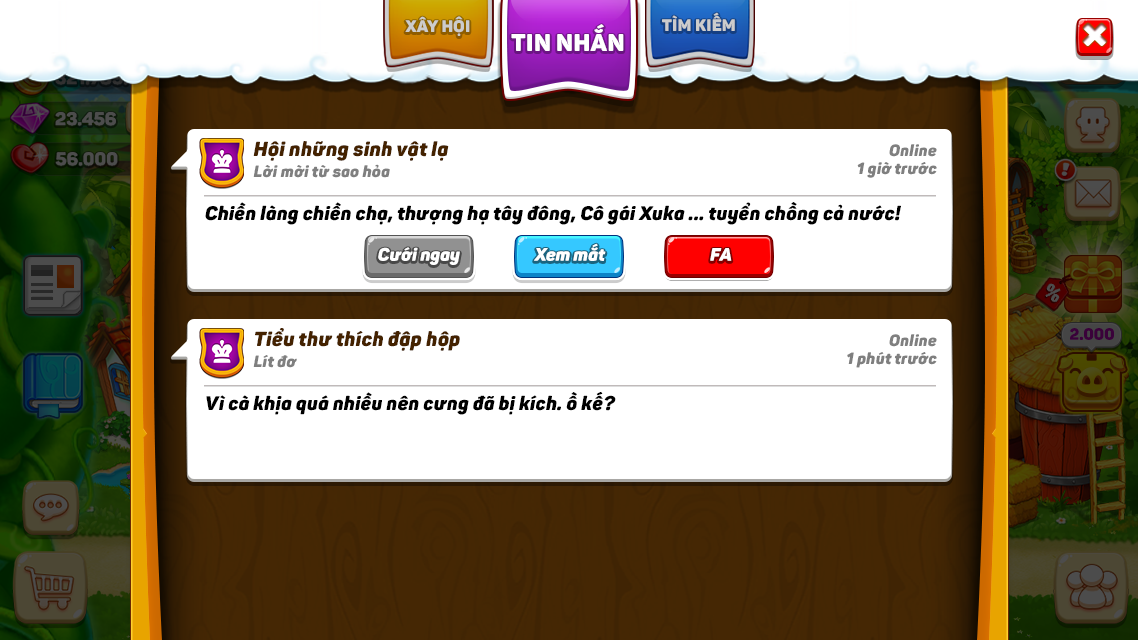 XÂY HỘI
TIN NHẮN
TÌM KIẾM
23.456
56.000
Hội những sinh vật lạ
Lời mời từ sao hỏa
Online
1 giờ trước
Chiền làng chiền chạ, thượng hạ tây đông, Cô gái Xuka ... tuyển chồng cả nước!
Cưới ngay
Xem mắt
FA
%
2.000
Tiểu thư thích đập hộp
Lít đơ
Online
1 phút trước
Vì cà khịa quá nhiều nên cưng đã bị kích. ồ kế?